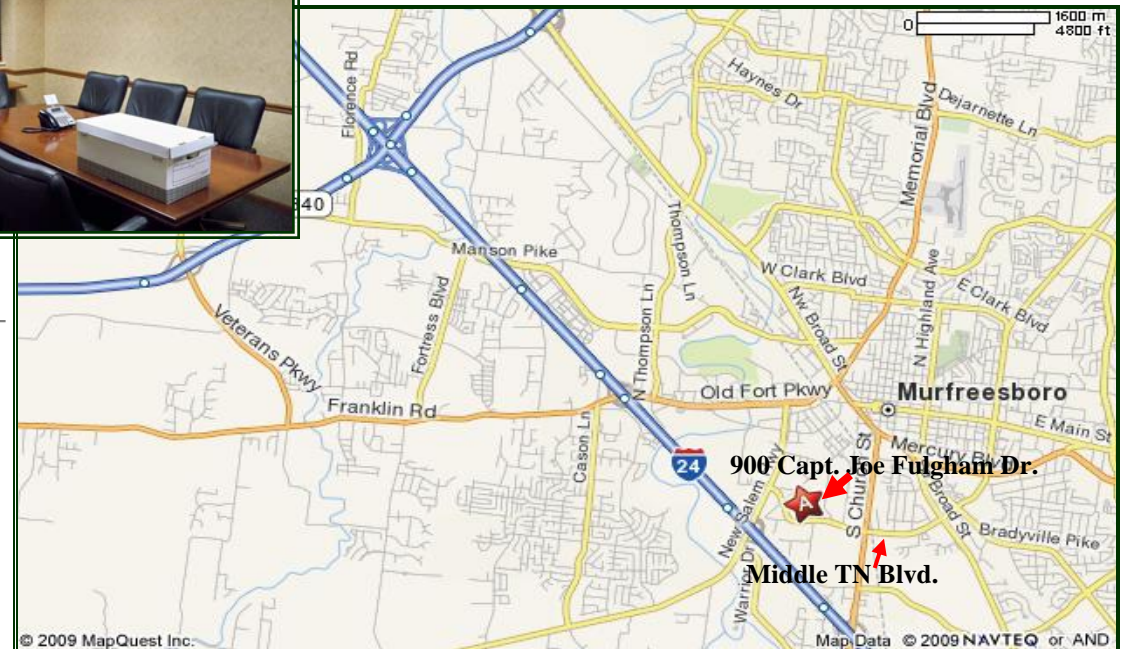 0
1600 m
4800 ft
Florence Rd
Haynes Dr
Dejarnette Ln
Memorial Blvd
40
Manson Pike
Thompson Ln
W Clark Blvd
E Clark Blvd
N Highland Ave
Nw Broad St
Veterans Pkwy
Fortress Blvd
N Thompson Ln
Old Fort Pkwy
Murfreesboro
Franklin Rd
E Main St
Cason Ln
Mercury Blvd
24
900 Capt. Joe Fulgham Dr.
A
New Salem Hwy
S Church St
Broad St
Bradyville Pike
Warrior Dr
Middle TN Blvd.
© 2009 MapQuest Inc.
Map Data © 2009 NAVTEQ or AND